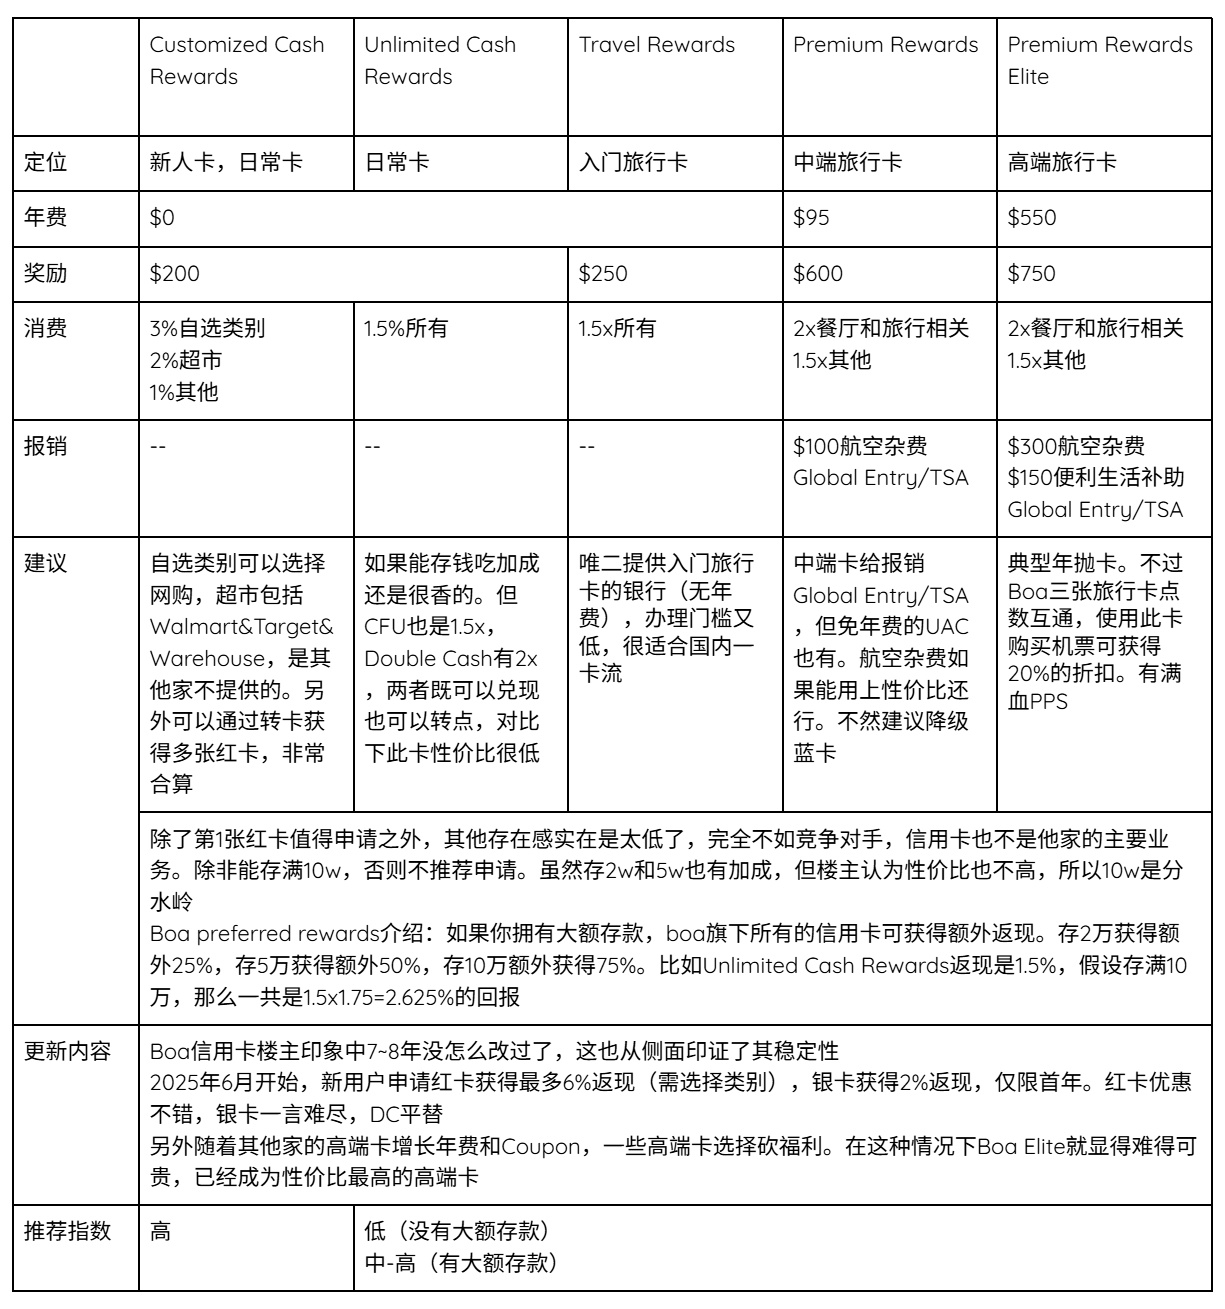 Customized Cash
Rewards
Unlimited Cash
Rewards
Travel Rewards
Premium Rewards
Premium Rewards
Elite
定位
新人卡，日常卡
日常卡
入门旅行卡
中端旅行卡
高端旅行卡
年费
$0
$95
$550
奖励
$200
$250
$600
$750
消费
3%自选类别
2%超市
1%其他
1.5%所有
1.5x所有
2x餐厅和旅行相关
1.5x其他
2x餐厅和旅行相关
1.5x其他
报销
--
--
--
$100航空杂费
Global Entry/TSA
$300航空杂费
$150便利生活补助
Global Entry/TSA
建议
自选类别可以选择
网购，超市包括
Walmart&Target&
Warehouse，是其
他家不提供的。另
外可以通过转卡获
得多张红卡，非常
合算
如果能存钱吃加成
还是很香的。但
CFU也是1.5x，
Double Cash有2x
，两者既可以兑现
也可以转点，对比
下此卡性价比很低
唯二提供入门旅行
卡的银行（无年
费），办理门槛又
低，很适合国内一
卡流
中端卡给报销
Global Entry/TSA
，但免年费的UAC
也有。航空杂费如
果能用上性价比还
行。不然建议降级
蓝卡
典型年抛卡。不过
Boa三张旅行卡点
数互通，使用此卡
购买机票可获得
20%的折扣。有满
血PPS
除了第1张红卡值得申请之外，其他存在感实在是太低了，完全不如竞争对手，信用卡也不是他家的主要业
务。除非能存满10w，否则不推荐申请。虽然存2w和5w也有加成，但楼主认为性价比也不高，所以10w是分
水岭
Boa preferred rewards介绍：如果你拥有大额存款，boa旗下所有的信用卡可获得额外返现。存2万获得额
外25%，存5万获得额外50%，存10万额外获得75%。比如Unlimited Cash Rewards返现是1.5%，假设存满10
万，那么一共是1.5x1.75=2.625%的回报
更新内容
Boa信用卡楼主印象中7~8年没怎么改过了，这也从侧面印证了其稳定性
2025年6月开始，新用户申请红卡获得最多6%返现（需选择类别），银卡获得2%返现，仅限首年。红卡优惠
不错，银卡一言难尽，DC平替
另外随着其他家的高端卡增长年费和Coupon，一些高端卡选择砍福利。在这种情况下Boa Elite就显得难得可
贵，已经成为性价比最高的高端卡
推荐指数
高
低（没有大额存款）
中-高（有大额存款）